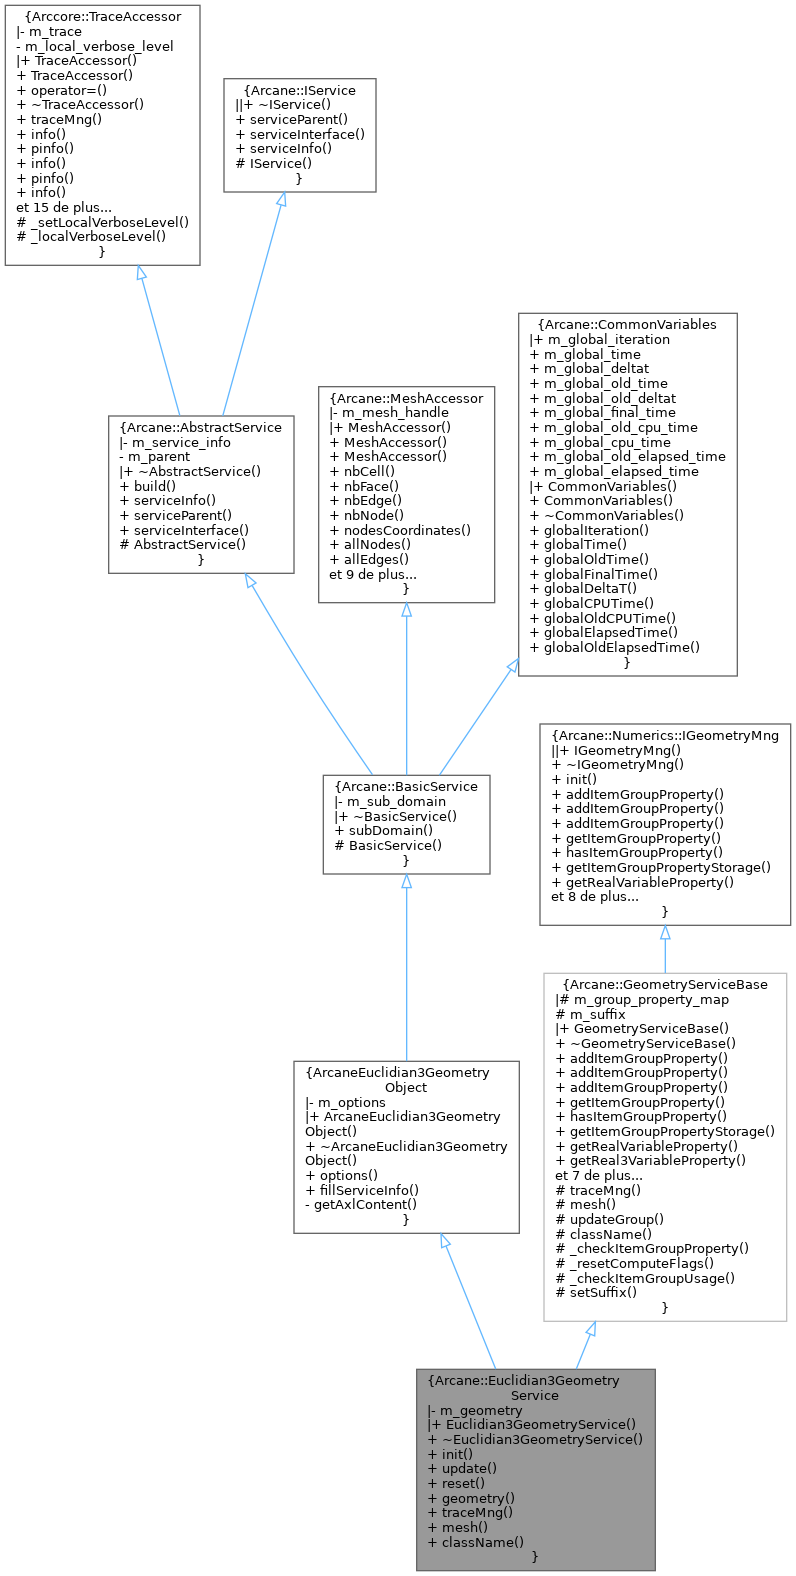 {Arccore::TraceAccessor
|- m_trace
- m_local_verbose_level
|+ TraceAccessor()
+ TraceAccessor()
+ operator=()
+ ~TraceAccessor()
+ traceMng()
+ info()
+ pinfo()
+ info()
+ pinfo()
+ info()
et 15 de plus...
# _setLocalVerboseLevel()
# _localVerboseLevel()
}
{Arcane::IService
||+ ~IService()
+ serviceParent()
+ serviceInterface()
+ serviceInfo()
# IService()
}
{Arcane::CommonVariables
|+ m_global_iteration
+ m_global_time
+ m_global_deltat
+ m_global_old_time
+ m_global_old_deltat
+ m_global_final_time
+ m_global_old_cpu_time
+ m_global_cpu_time
+ m_global_old_elapsed_time
+ m_global_elapsed_time
|+ CommonVariables()
+ CommonVariables()
+ ~CommonVariables()
+ globalIteration()
+ globalTime()
+ globalOldTime()
+ globalFinalTime()
+ globalDeltaT()
+ globalCPUTime()
+ globalOldCPUTime()
+ globalElapsedTime()
+ globalOldElapsedTime()
}
{Arcane::MeshAccessor
|- m_mesh_handle
|+ MeshAccessor()
+ MeshAccessor()
+ MeshAccessor()
+ nbCell()
+ nbFace()
+ nbEdge()
+ nbNode()
+ nodesCoordinates()
+ allNodes()
+ allEdges()
et 9 de plus...
}
{Arcane::AbstractService
|- m_service_info
- m_parent
|+ ~AbstractService()
+ build()
+ serviceInfo()
+ serviceParent()
+ serviceInterface()
# AbstractService()
}
{Arcane::Numerics::IGeometryMng
||+ IGeometryMng()
+ ~IGeometryMng()
+ init()
+ addItemGroupProperty()
+ addItemGroupProperty()
+ addItemGroupProperty()
+ getItemGroupProperty()
+ hasItemGroupProperty()
+ getItemGroupPropertyStorage()
+ getRealVariableProperty()
et 8 de plus...
}
{Arcane::BasicService
|- m_sub_domain
|+ ~BasicService()
+ subDomain()
# BasicService()
}
{Arcane::GeometryServiceBase
|# m_group_property_map
# m_suffix
|+ GeometryServiceBase()
+ ~GeometryServiceBase()
+ addItemGroupProperty()
+ addItemGroupProperty()
+ addItemGroupProperty()
+ getItemGroupProperty()
+ hasItemGroupProperty()
+ getItemGroupPropertyStorage()
+ getRealVariableProperty()
+ getReal3VariableProperty()
et 7 de plus...
# traceMng()
# mesh()
# updateGroup()
# className()
# _checkItemGroupProperty()
# _resetComputeFlags()
# _checkItemGroupUsage()
# setSuffix()
}
{ArcaneEuclidian3Geometry
Object
|- m_options
|+ ArcaneEuclidian3Geometry
Object()
+ ~ArcaneEuclidian3Geometry
Object()
+ options()
+ fillServiceInfo()
- getAxlContent()
}
{Arcane::Euclidian3Geometry
Service
|- m_geometry
|+ Euclidian3GeometryService()
+ ~Euclidian3GeometryService()
+ init()
+ update()
+ reset()
+ geometry()
+ traceMng()
+ mesh()
+ className()
}